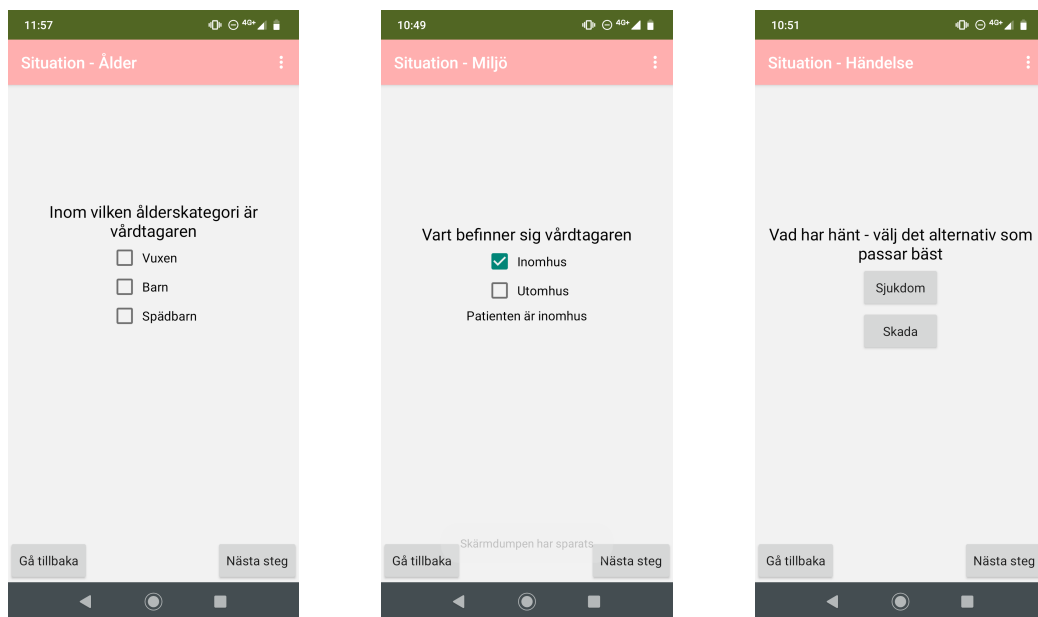 11:57
4G+
Situation - Ålder
Inom vilken ålderskategori är
vårdtagaren
Vuxen
Barn
Spädbarn
Gå tillbaka
Nästa steg
10:49
4G+
Situation - Miljö
Vart befinner sig vårdtagaren
Inomhus
Utomhus
Patienten är inomhus
Skärmdumpen har sparats
Gå tillbaka
Nästa steg
10:51
4G+
Situation - Händelse
Vad har hänt - välj det alternativ som
passar bäst
Sjukdom
Skada
Gå tillbaka
Nästa steg